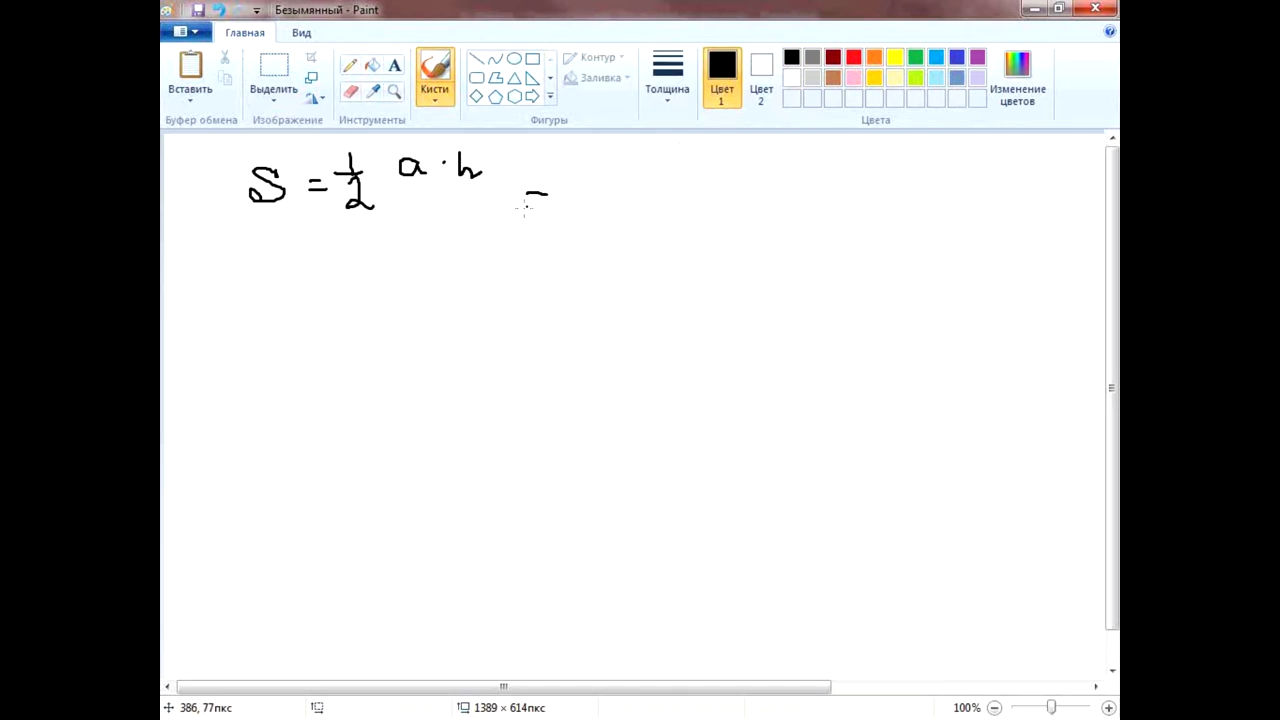 Безымянный - Paint
Главная Вид
Вставить
Выделить
Кисти
Контур
Заливка
Толщина
Цвет 1
Цвет 2
Изменение цветов
Буфер обмена Изображение Инструменты Фигуры Цвета
S = 1/2 a · h
386, 77пкс 1389 × 614пкс 100%